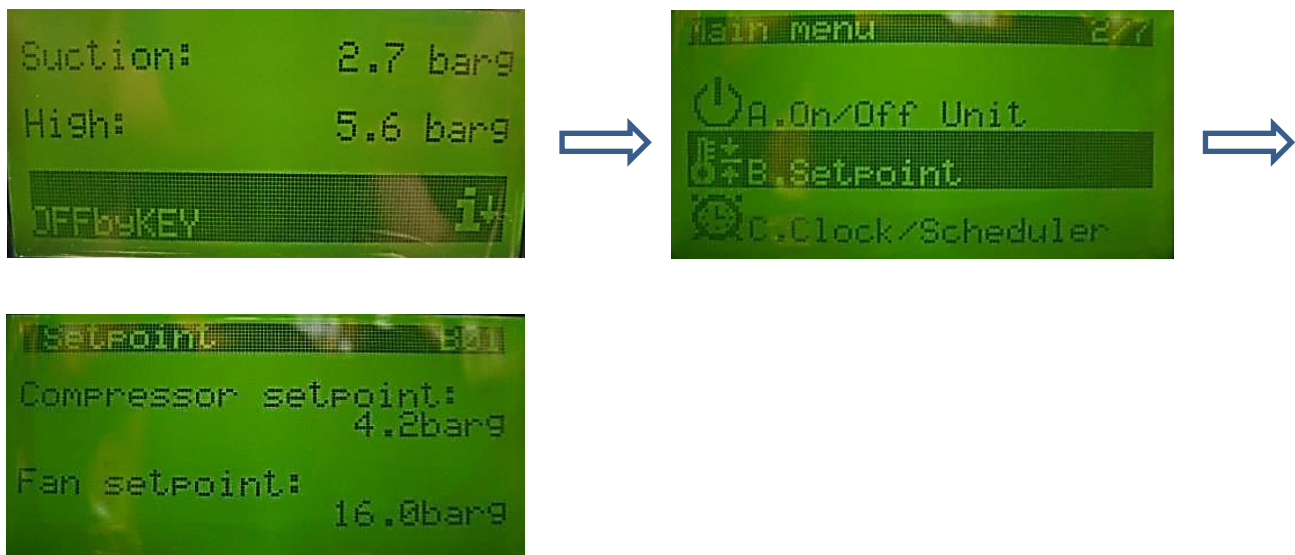 Suction: 2.7 barg
High: 5.6 barg
OFFbyKEY
Main menu 2/7
A.On/Off Unit
B.Setpoint
C.Clock/Scheduler
Setpoint B01
Compressor setpoint:
4.2barg
Fan setpoint:
16.0barg